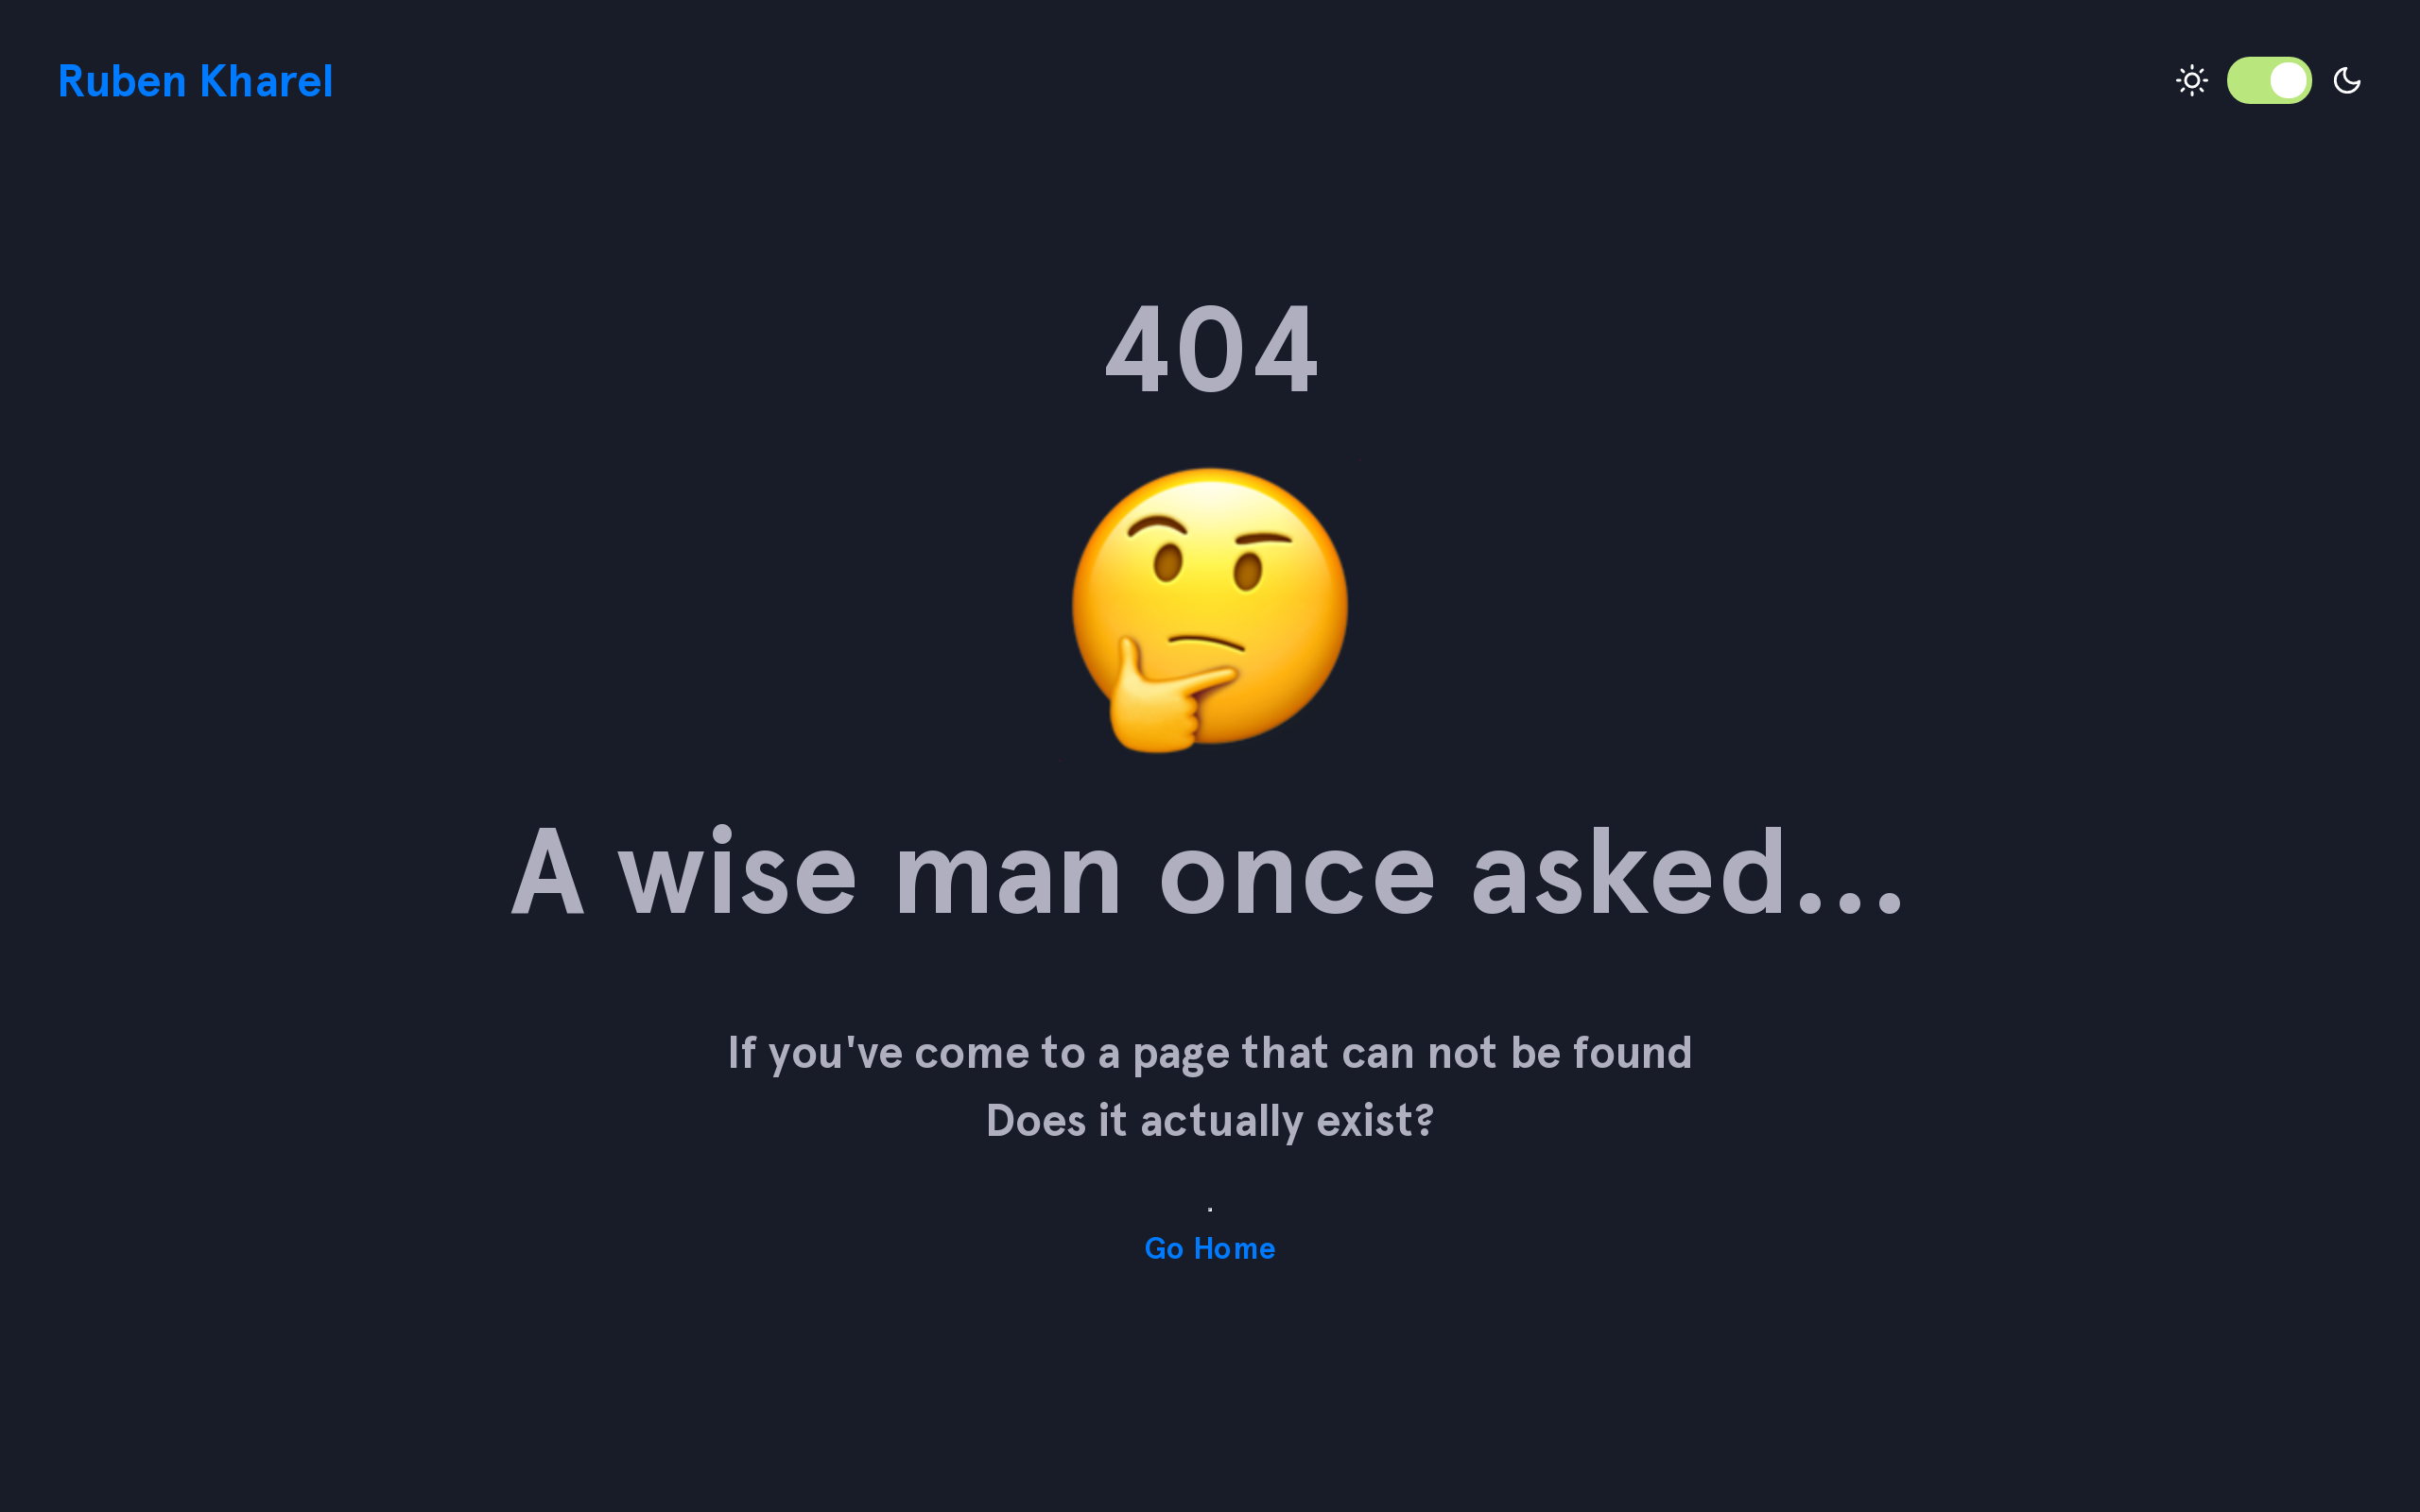 Ruben Kharel
404
A wise man once asked...
If you've come to a page that can not be found
Does it actually exist?
.
Go Home